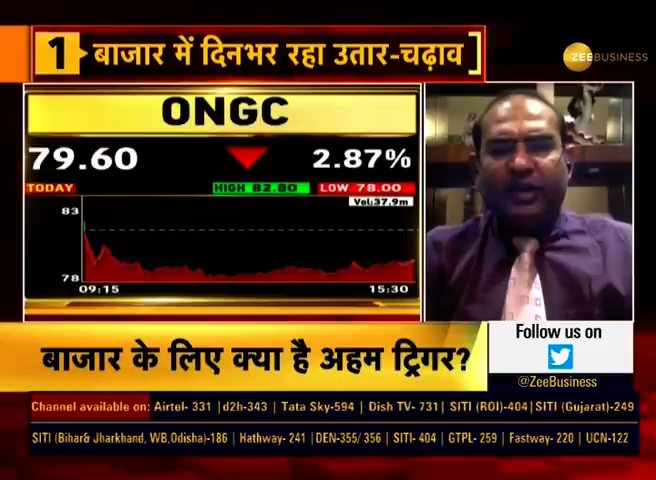 1 बाजार में दिनभर रहा उतार-चढ़ाव
ZEEBUSINESS
ONGC
79.60 2.87%
TODAY HIGH 82.80 LOW 78.00
Vol:37.9m
83
78
09:15 15:30
बाजार के लिए क्या है अहम ट्रिगर?
Follow us on
@ZeeBusiness
Channel available on: Airtel- 331 |d2h-343 | Tata Sky-594 | Dish TV- 731| SITI (ROI)-404| SITI (Gujarat)-249
SITI (Bihar& Jharkhand, WB,Odisha)-186 | Hathway- 241 |DEN-355/ 356 | SITI- 404 | GTPL- 259 | Fastway- 220 | UCN-122